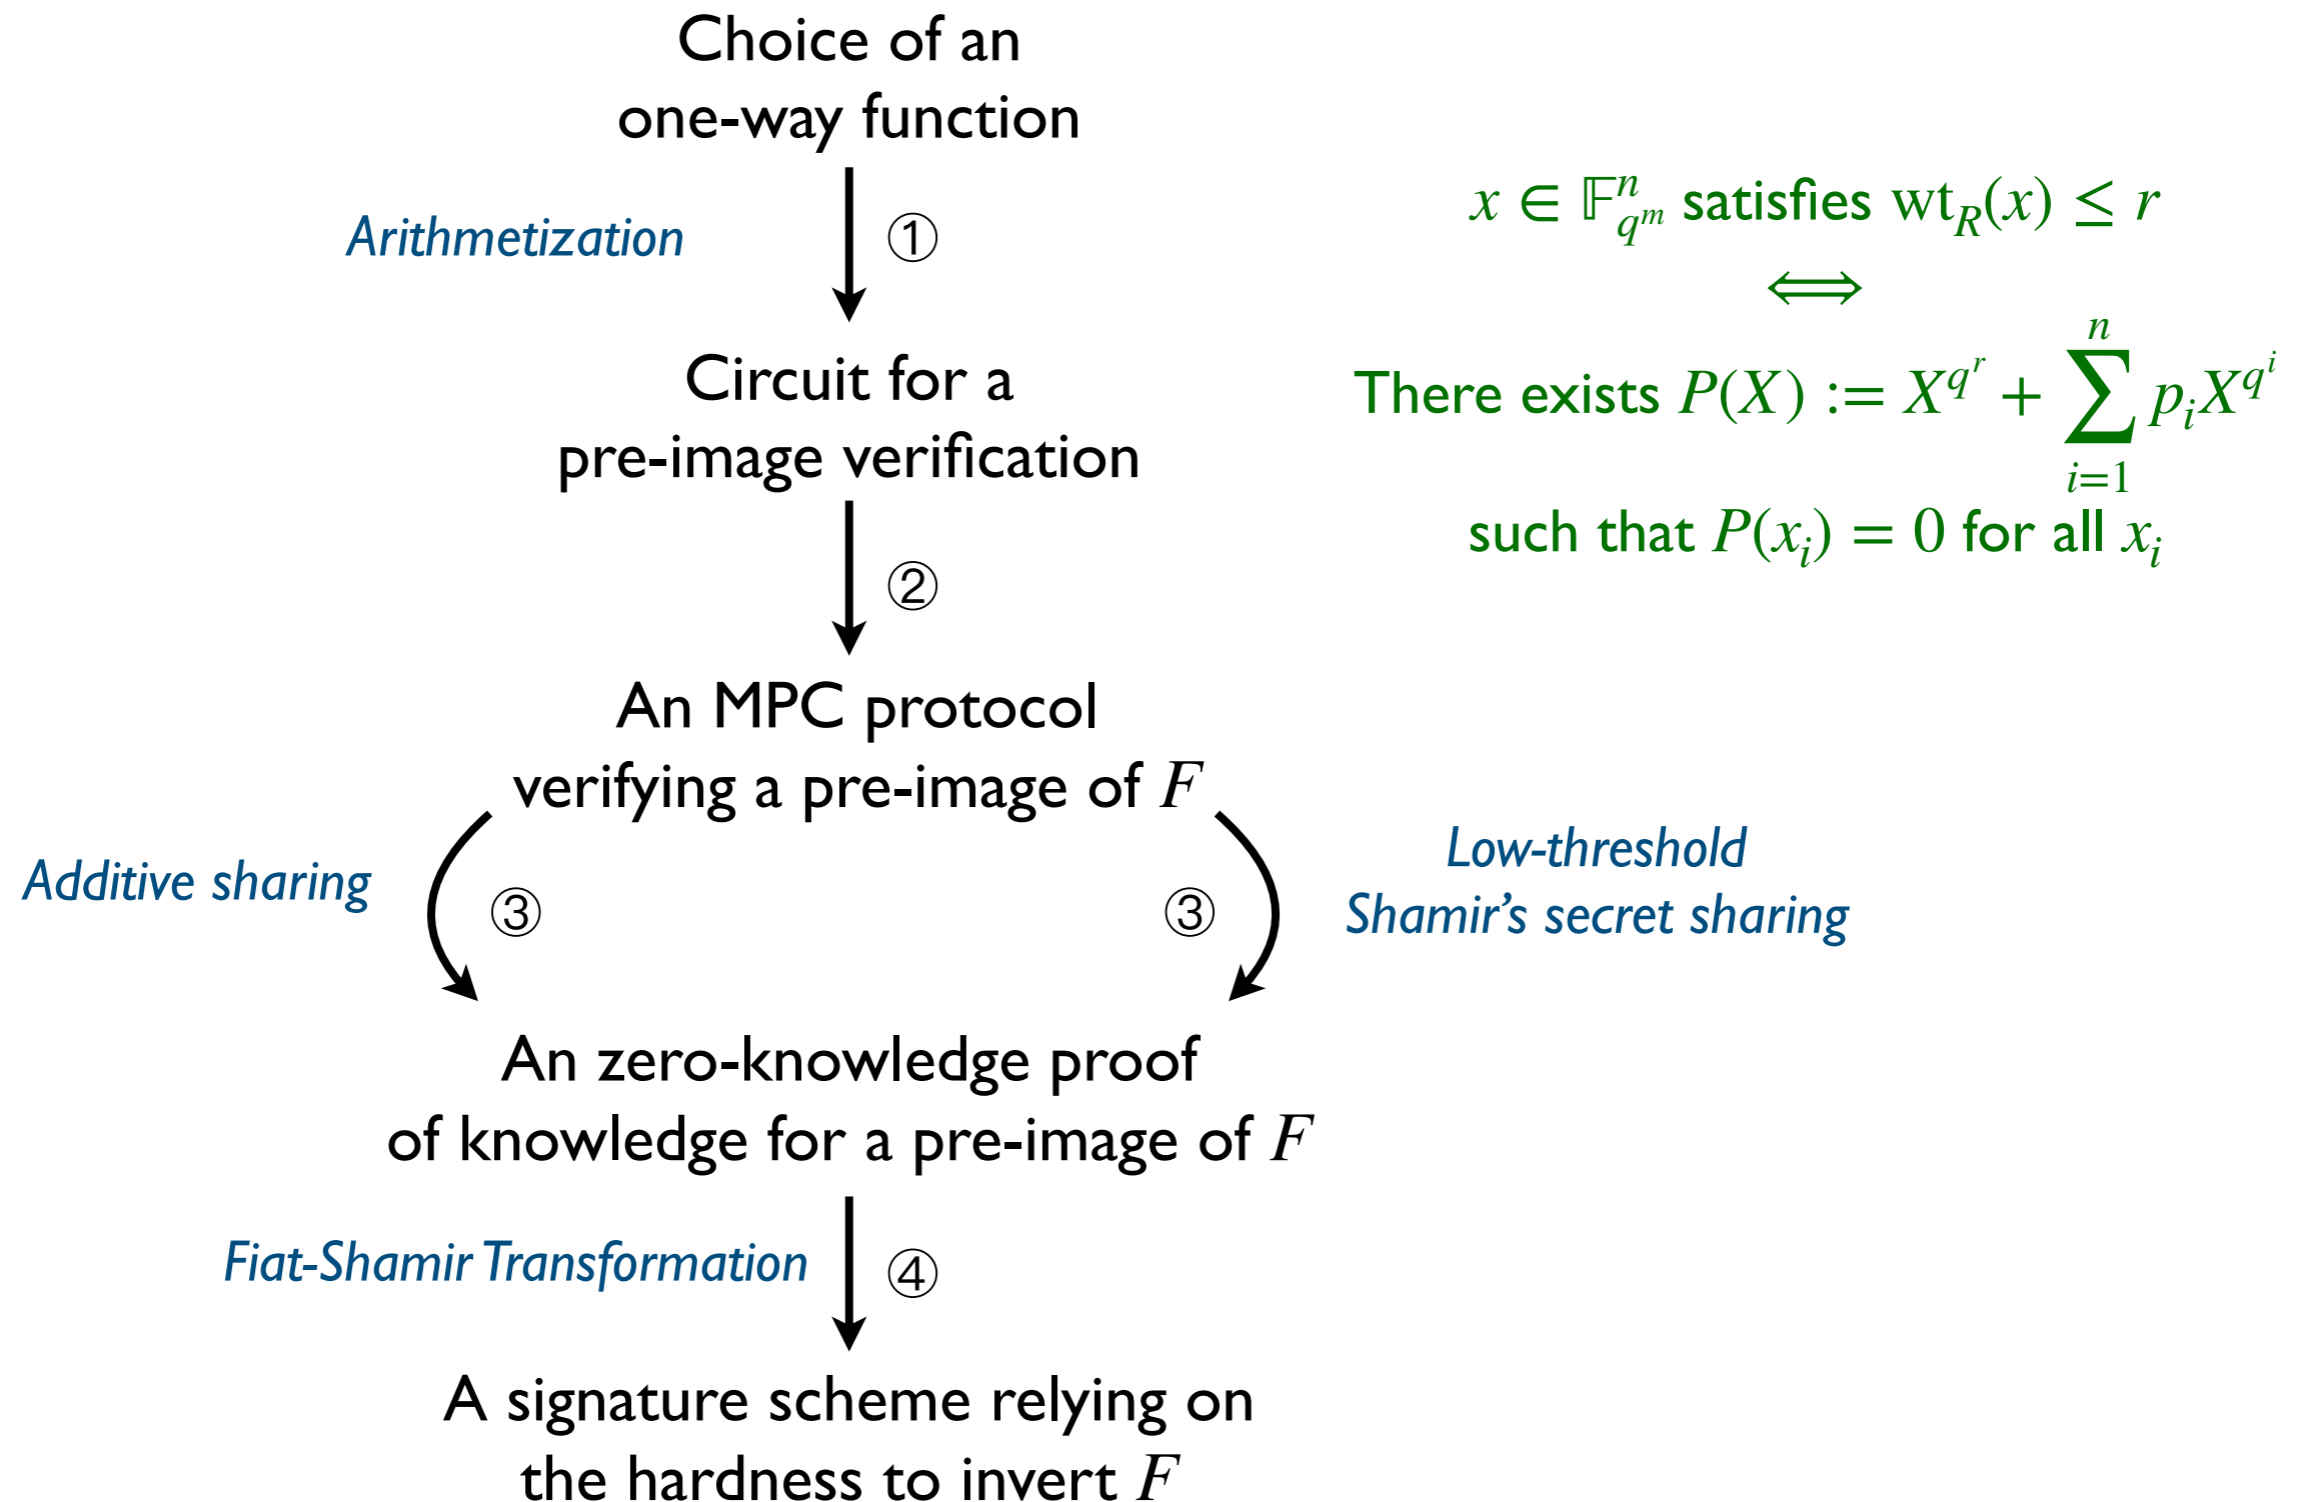 Choice of an
one-way function
Arithmetization
①
x ∈ 𝔽ⁿ_{q^m} satisfies wt_R(x) ≤ r
⟺
There exists P(X) := X^{q^r} + ∑_{i=1}^{n} p_i X^{q^i}
such that P(x_i) = 0 for all x_i
Circuit for a
pre-image verification
②
An MPC protocol
verifying a pre-image of F
Additive sharing
③
③
Low-threshold
Shamir’s secret sharing
An zero-knowledge proof
of knowledge for a pre-image of F
Fiat-Shamir Transformation
④
A signature scheme relying on
the hardness to invert F